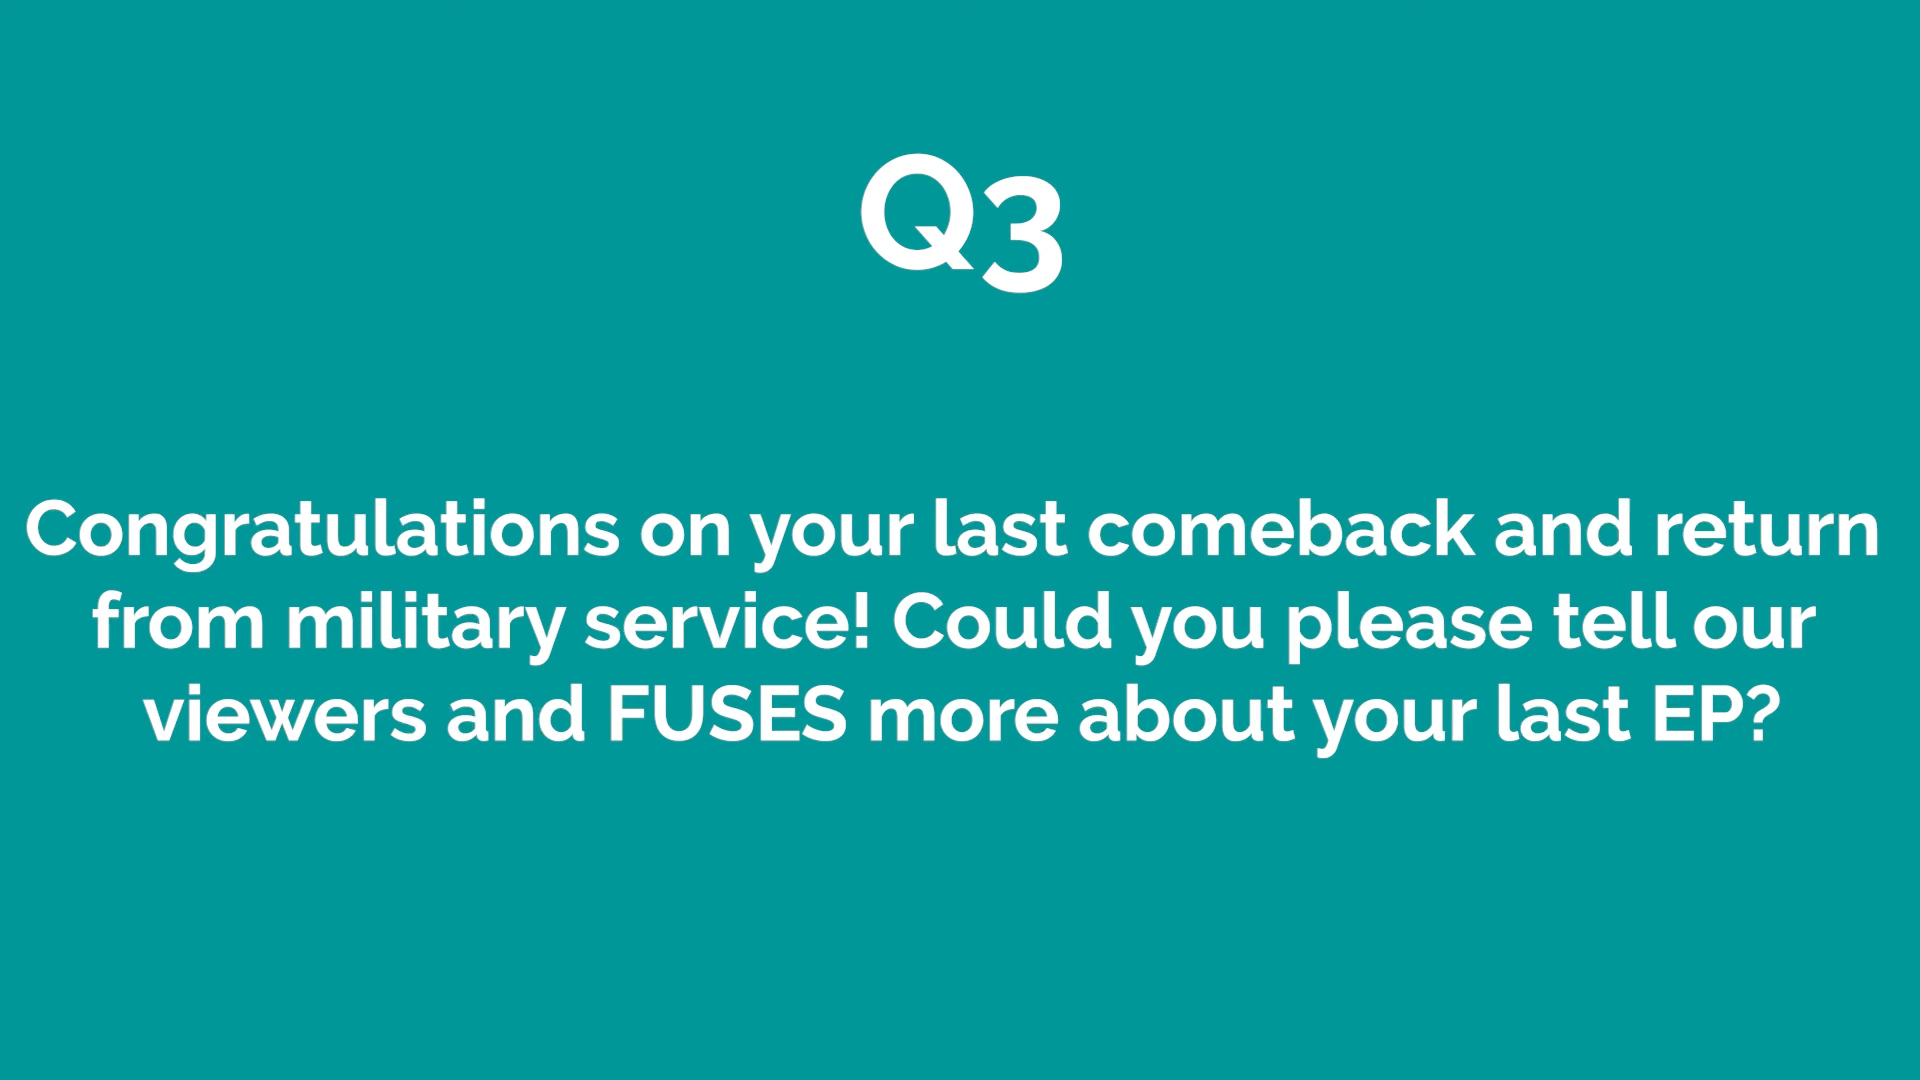 Q3
Congratulations on your last comeback and return
from military service! Could you please tell our
viewers and FUSES more about your last EP?